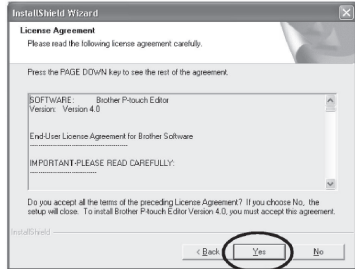 InstallShield Wizard
License Agreement
Please read the following license agreement carefully.
Press the PAGE DOWN key to see the rest of the agreement.
SOFTWARE: Brother P-touch Editor
Version: Version 4.0
End-User License Agreement for Brother Software
----------------------------------------
IMPORTANT-PLEASE READ CAREFULLY:
----------------------------
Do you accept all the terms of the preceding License Agreement? If you choose No, the
setup will close. To install Brother P-touch Editor Version 4.0, you must accept this agreement.
InstallShield
< Back Yes No